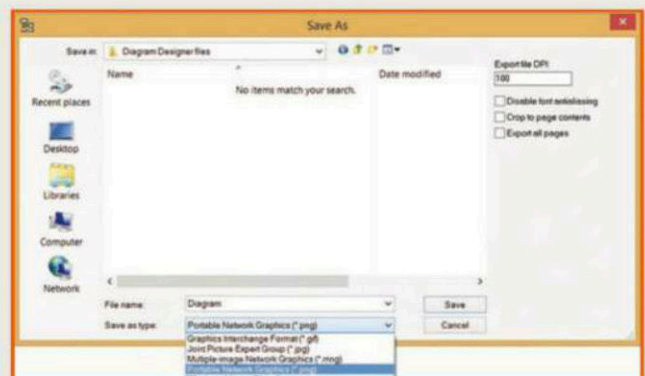 Save As
Save in:
Diagram Designer files
Name
Date modified
No items match your search.
Recent places
Desktop
Libraries
Computer
Network
Export file DPI:
100
Disable font antialiasing
Crop to page contents
Export all pages
File name:
Diagram
Save
Save as type:
Portable Network Graphics (*.png)
Cancel
Graphics Interchange Format (*.gif)
Joint Picture Expert Group (*.jpg)
Multiple-image Network Graphics (*.mng)
Portable Network Graphics (*.png)